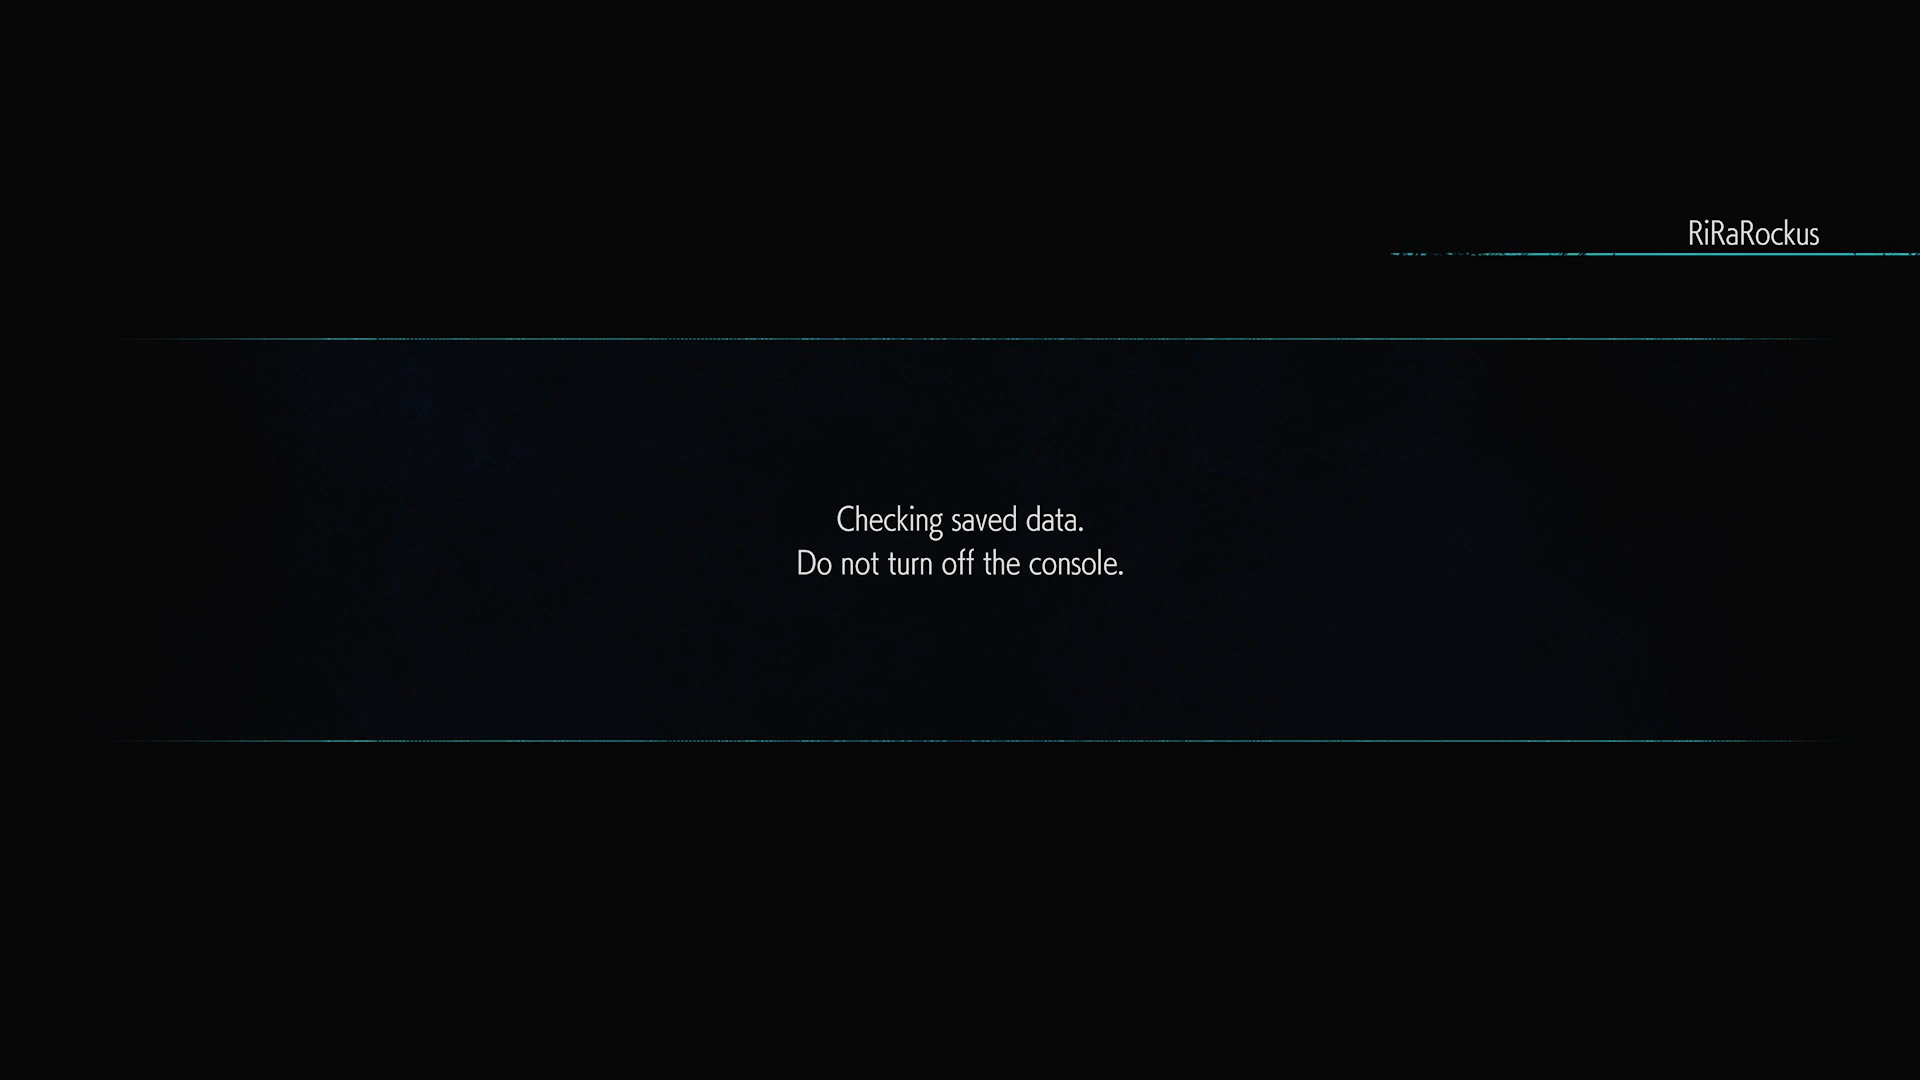 RiRaRockus
Checking saved data.
Do not turn off the console.